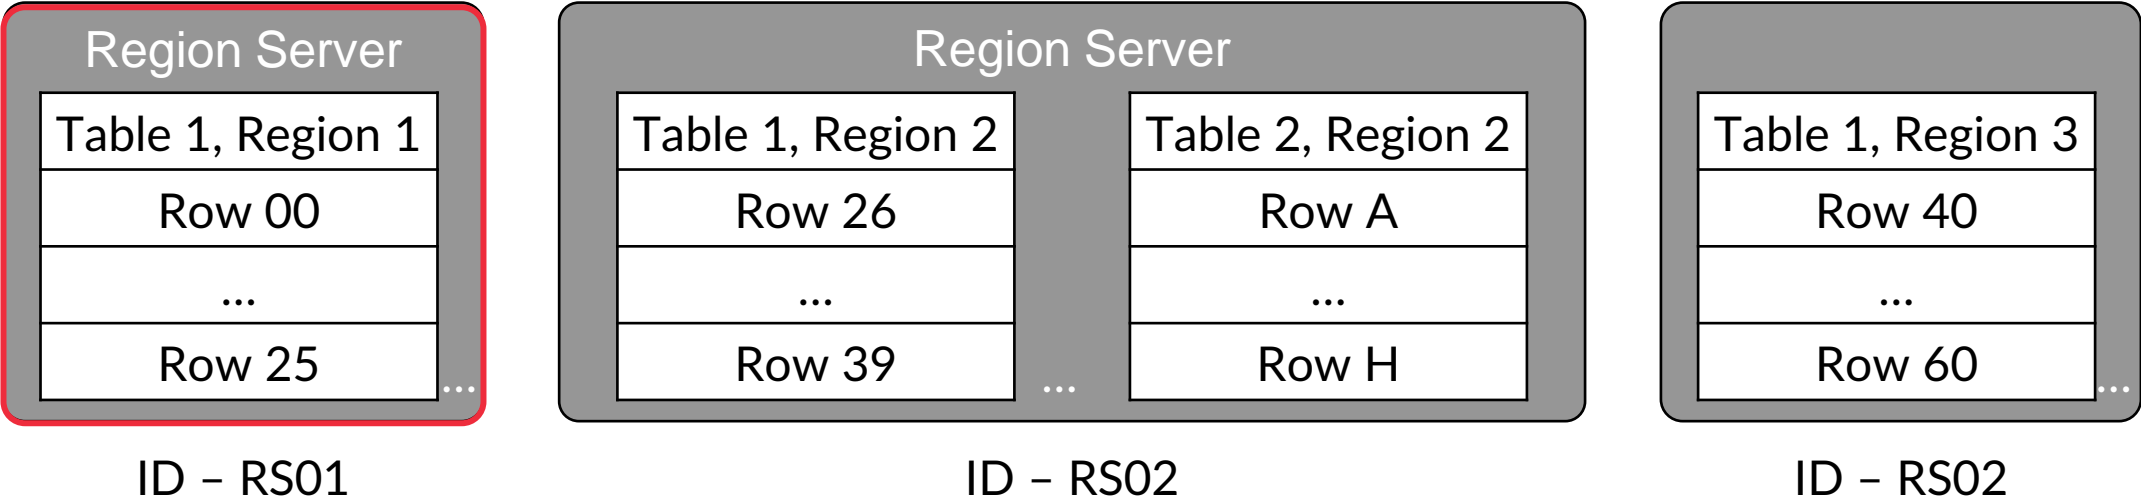 Region Server
Table 1, Region 1
Row 00
...
Row 25
...
ID – RS01
Region Server
Table 1, Region 2
Row 26
...
Row 39
...
Table 2, Region 2
Row A
...
Row H
ID – RS02
Table 1, Region 3
Row 40
...
Row 60
...
ID – RS02